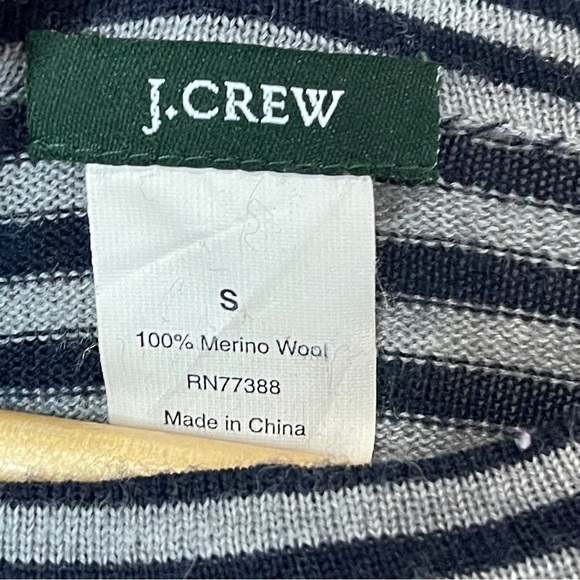 J.CREW
S
100% Merino Wool
RN77388
Made in China